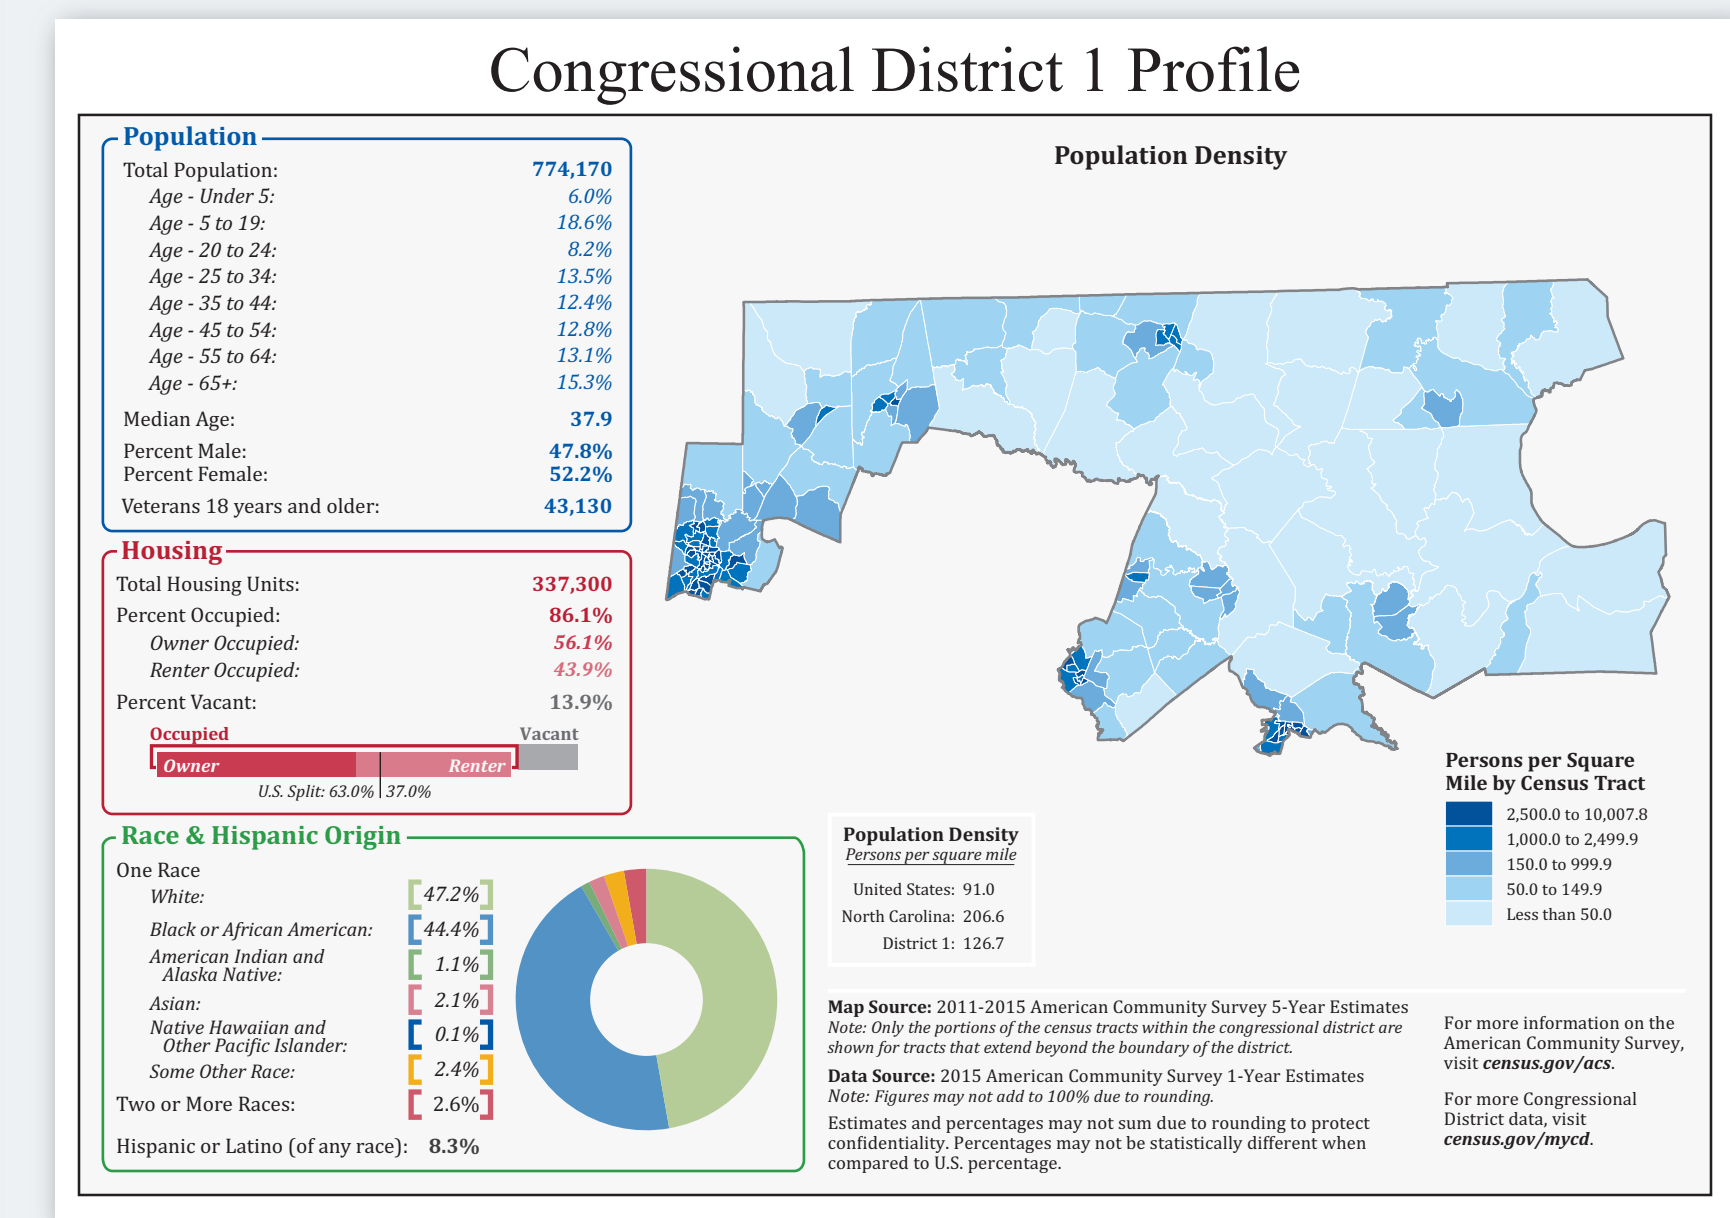 Congressional District 1 Profile
Population
Total Population: 774,170
Age - Under 5: 6.0%
Age - 5 to 19: 18.6%
Age - 20 to 24: 8.2%
Age - 25 to 34: 13.5%
Age - 35 to 44: 12.4%
Age - 45 to 54: 12.8%
Age - 55 to 64: 13.1%
Age - 65+: 15.3%
Median Age: 37.9
Percent Male: 47.8%
Percent Female: 52.2%
Veterans 18 years and older: 43,130
Housing
Total Housing Units: 337,300
Percent Occupied: 86.1%
Owner Occupied: 56.1%
Renter Occupied: 43.9%
Percent Vacant: 13.9%
Occupied Vacant
Owner Renter
U.S. Split: 63.0% 37.0%
Race & Hispanic Origin
One Race
White: 47.2%
Black or African American: 44.4%
American Indian and
Alaska Native: 1.1%
Asian: 2.1%
Native Hawaiian and
Other Pacific Islander: 0.1%
Some Other Race: 2.4%
Two or More Races: 2.6%
Hispanic or Latino (of any race): 8.3%
Population Density
Persons per Square
Mile by Census Tract
2,500.0 to 10,007.8
1,000.0 to 2,499.9
150.0 to 999.9
50.0 to 149.9
Less than 50.0
Population Density
Persons per square mile
United States: 91.0
North Carolina: 206.6
District 1: 126.7
Map Source: 2011-2015 American Community Survey 5-Year Estimates
Note: Only the portions of the census tracts within the congressional district are
shown for tracts that extend beyond the boundary of the district.
Data Source: 2015 American Community Survey 1-Year Estimates
Note: Figures may not add to 100% due to rounding.
Estimates and percentages may not sum due to rounding to protect
confidentiality. Percentages may not be statistically different when
compared to U.S. percentage.
For more information on the
American Community Survey,
visit census.gov/acs.
For more Congressional
District data, visit
census.gov/mycd.